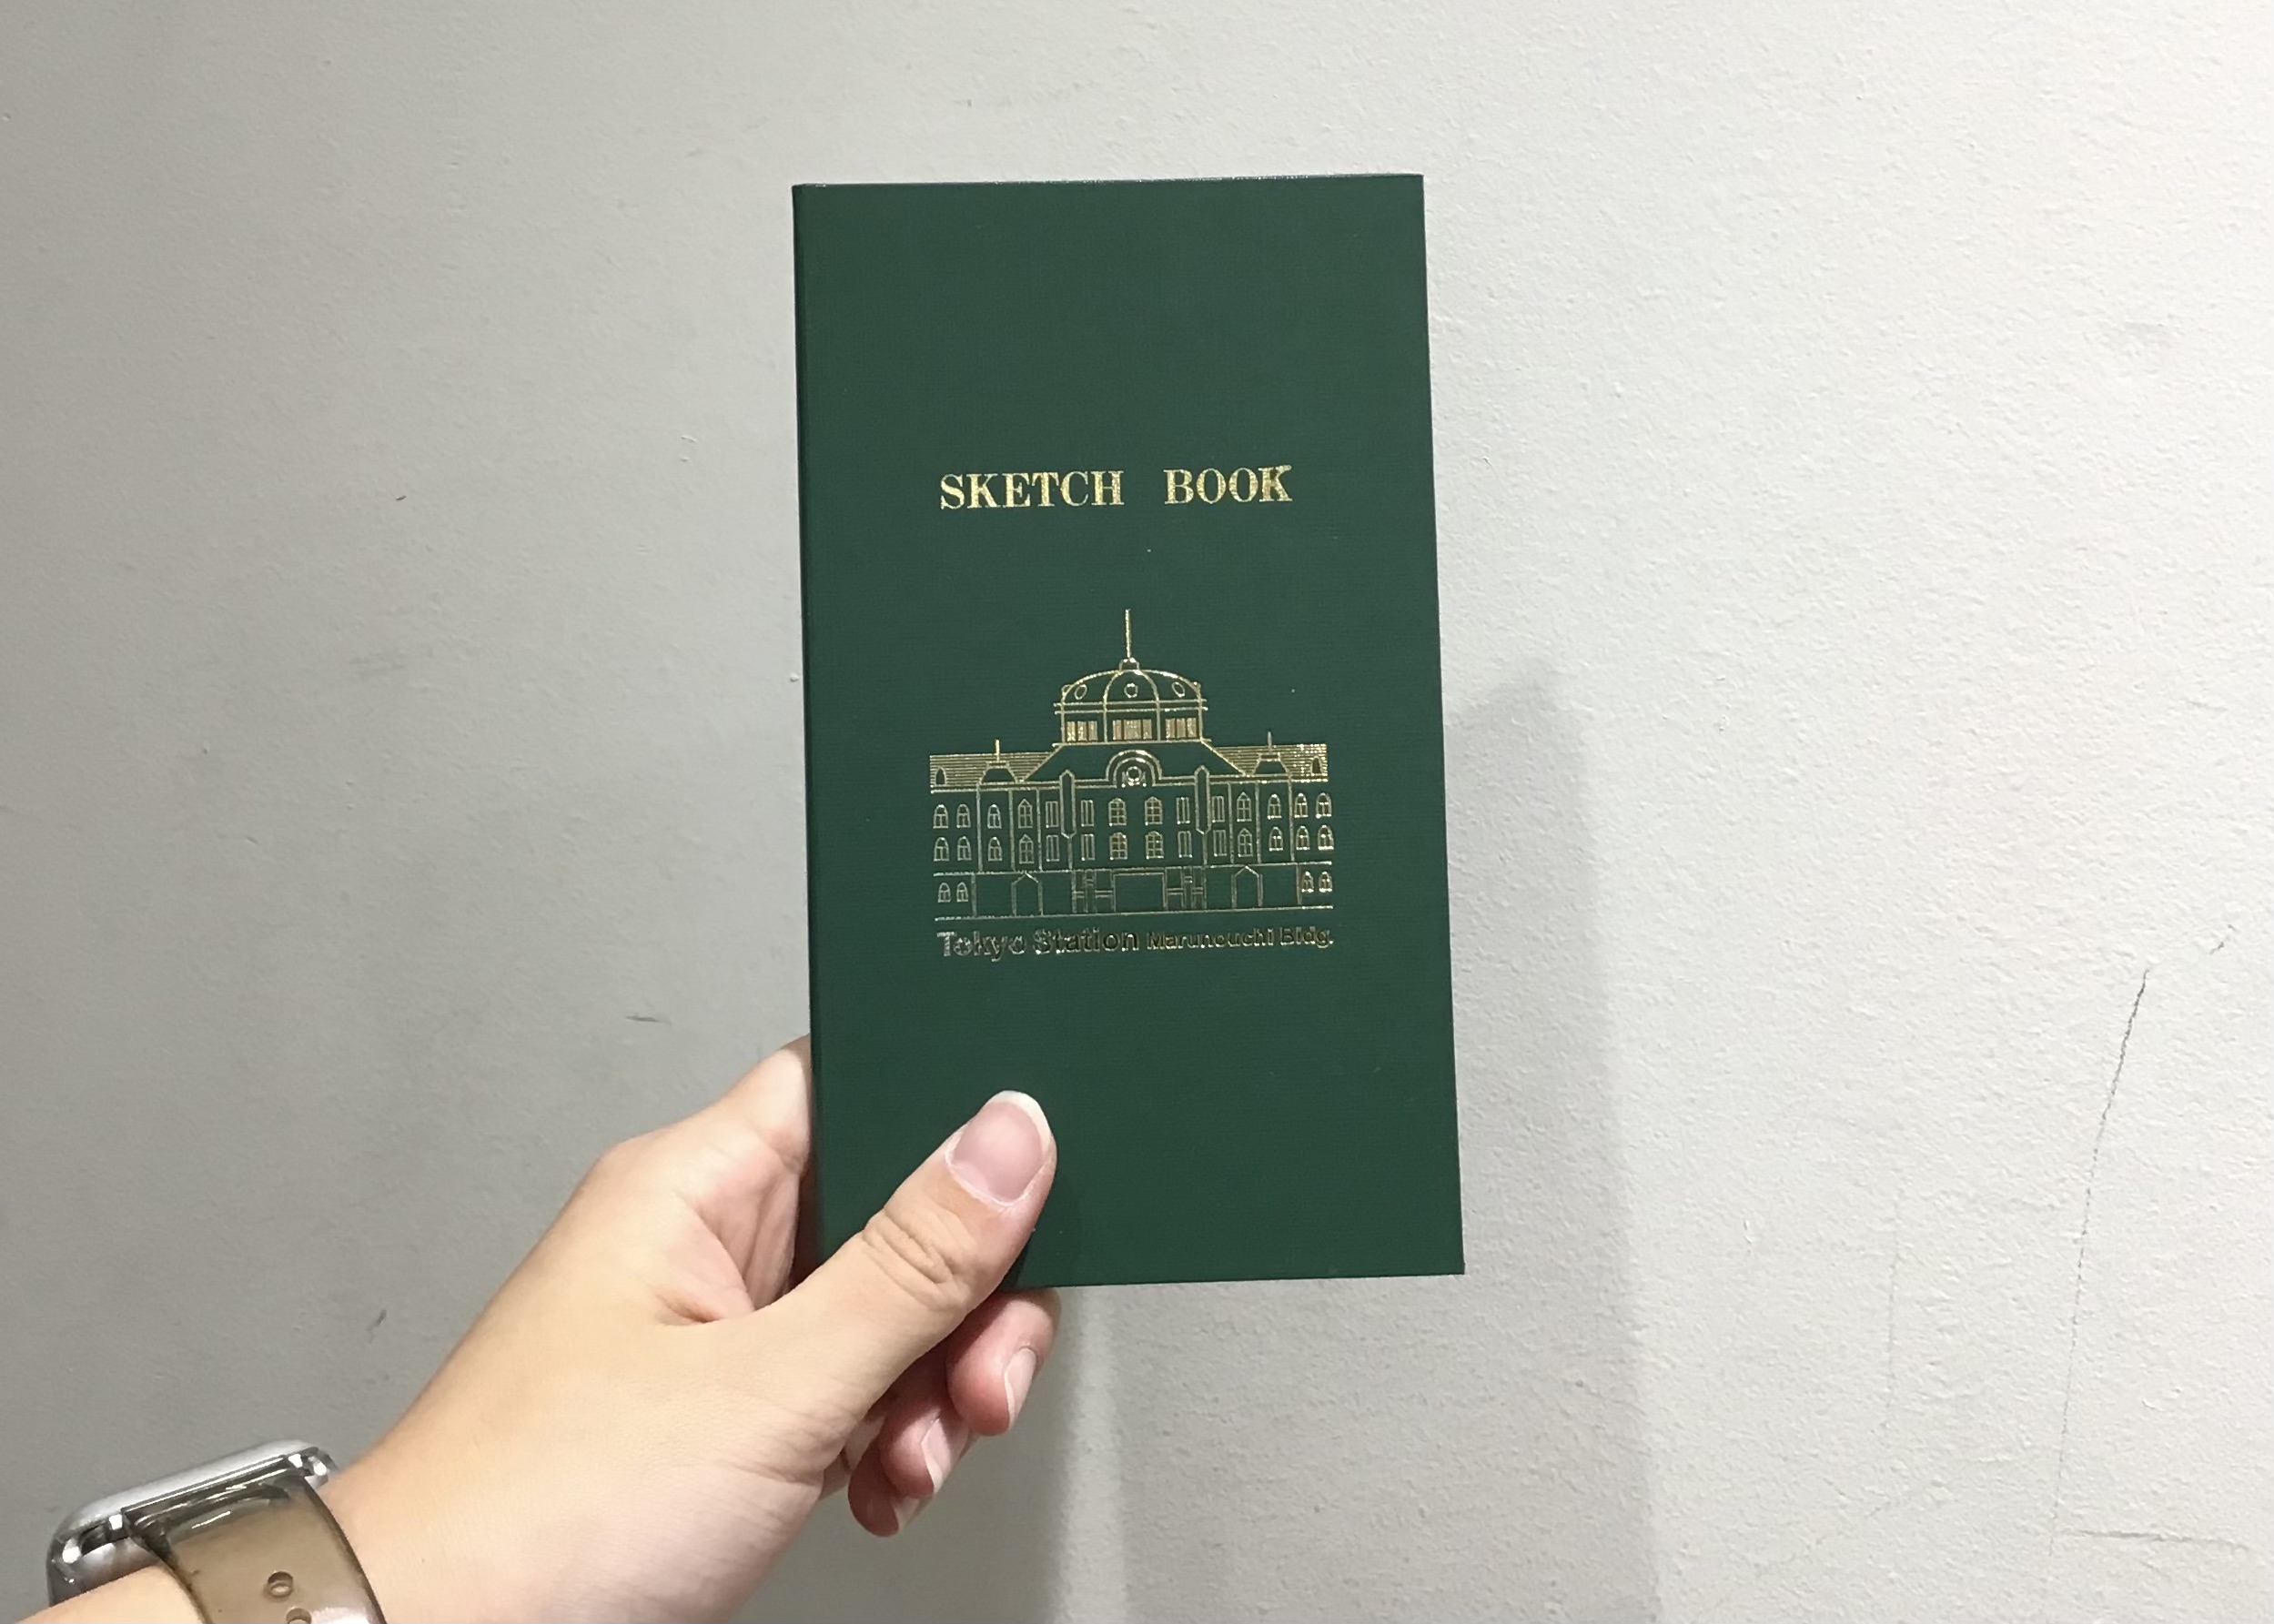 SKETCH BOOK
Tokyo Station Marunouchi Bldg.